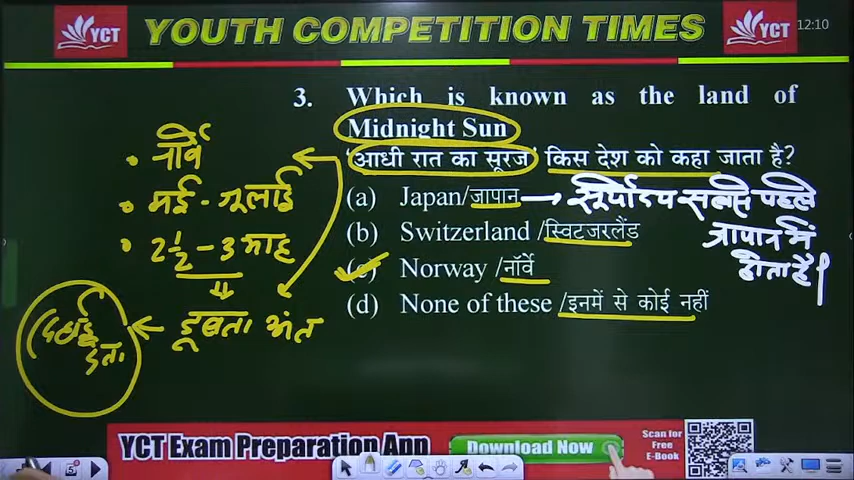 YCT
YOUTH COMPETITION TIMES
YCT
12:10
3. Which is known as the land of
Midnight Sun
'आधी रात का सूरज' किस देश को कहा जाता है?
(a) Japan/जापान
सूर्योदय सबसे पहले
जापान में
होता है।
(b) Switzerland /स्विटजरलैंड
(c) Norway /नॉर्वे
(d) None of these /इनमें से कोई नहीं
नार्वे
मई - जुलाई
2 1/2 - 3 माह
डूबता
YCT Exam Preparation App
Download Now
Scan for
Free
E-Book